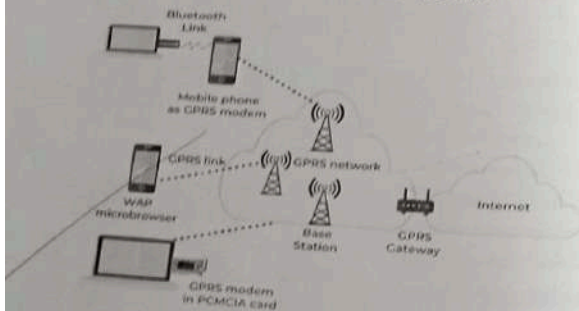 Bluetooth
Link
Mobile phone
as GPRS modem
GPRS link
GPRS network
WAP
microbrowser
Base
Station
GPRS
Gateway
Internet
GPRS modem
in PCMCIA card